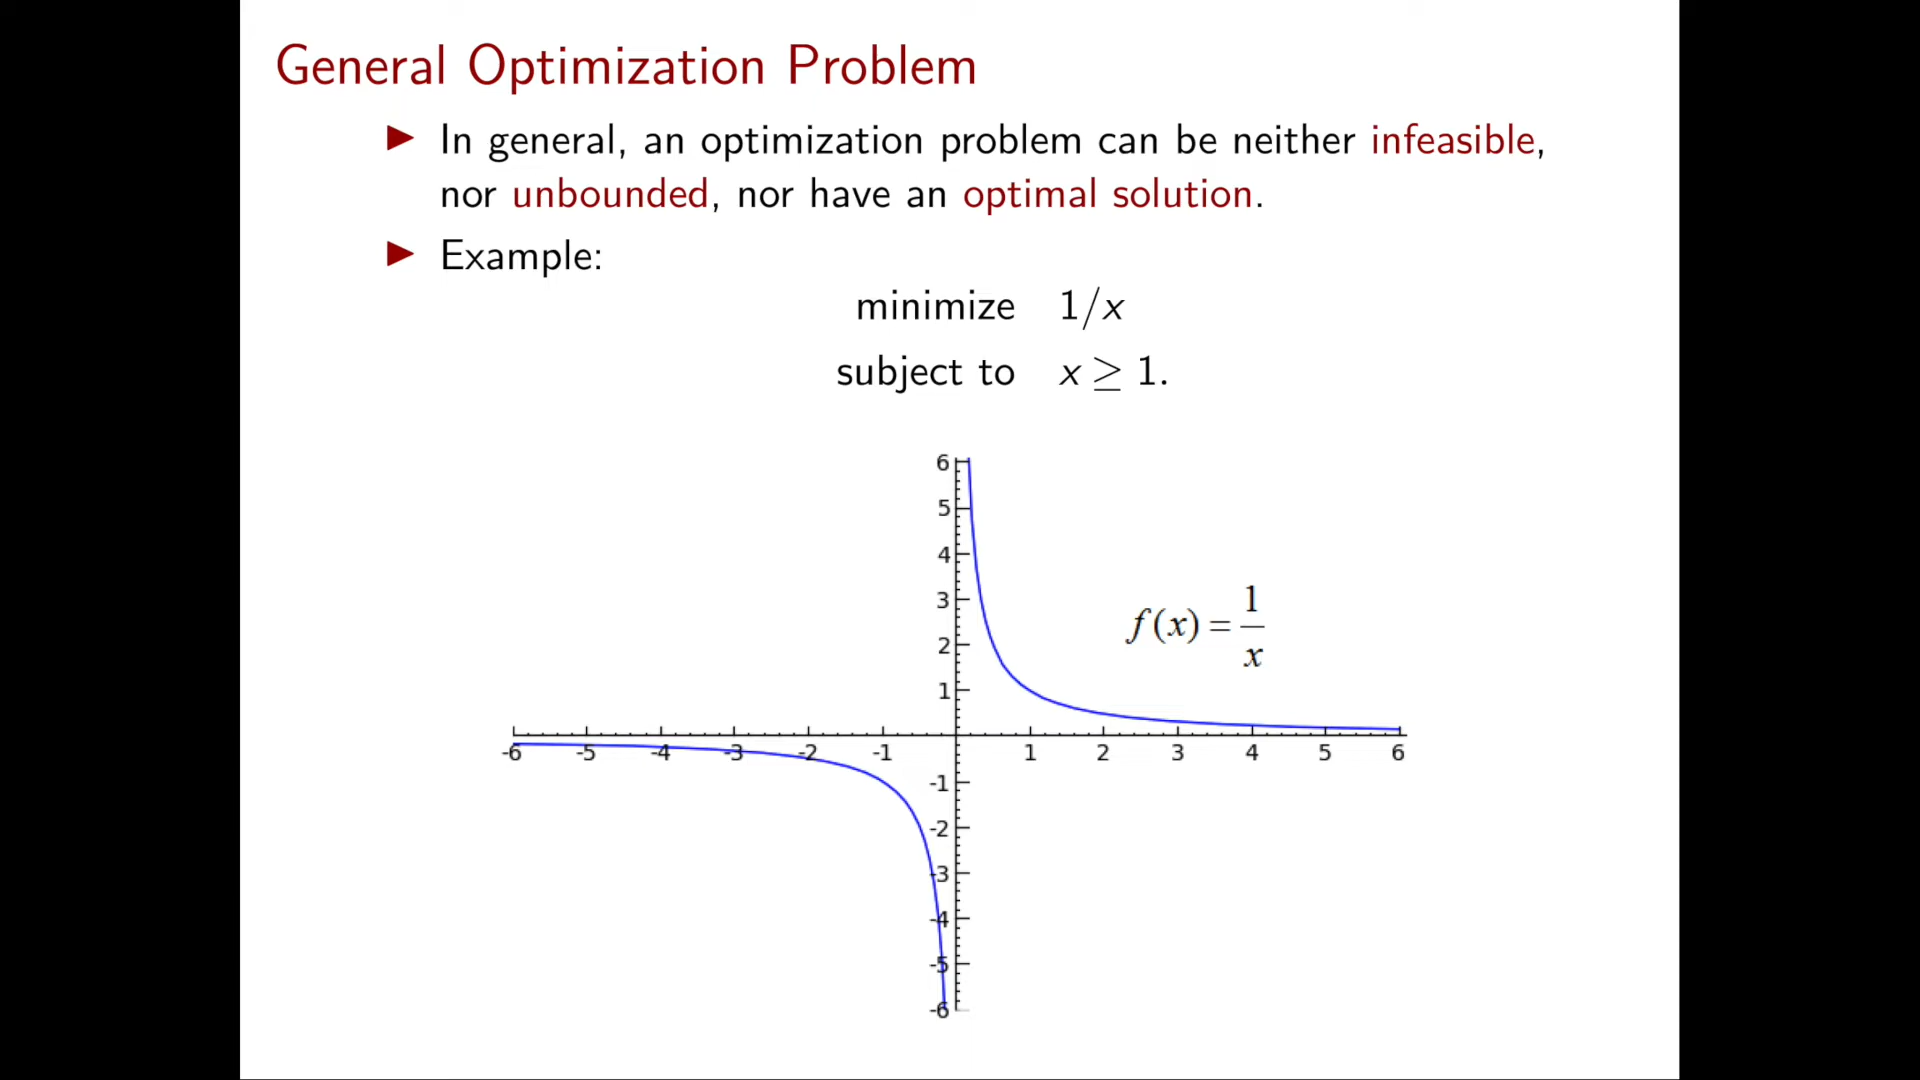 General Optimization Problem
▶ In general, an optimization problem can be neither infeasible,
nor unbounded, nor have an optimal solution.
▶ Example:
minimize 1/x
subject to x ≥ 1.
6
5
4
3
2
1
f(x) = 1/x
-6 -5 -4 -3 -2 -1 1 2 3 4 5 6
-1
-2
-3
-4
-5
-6